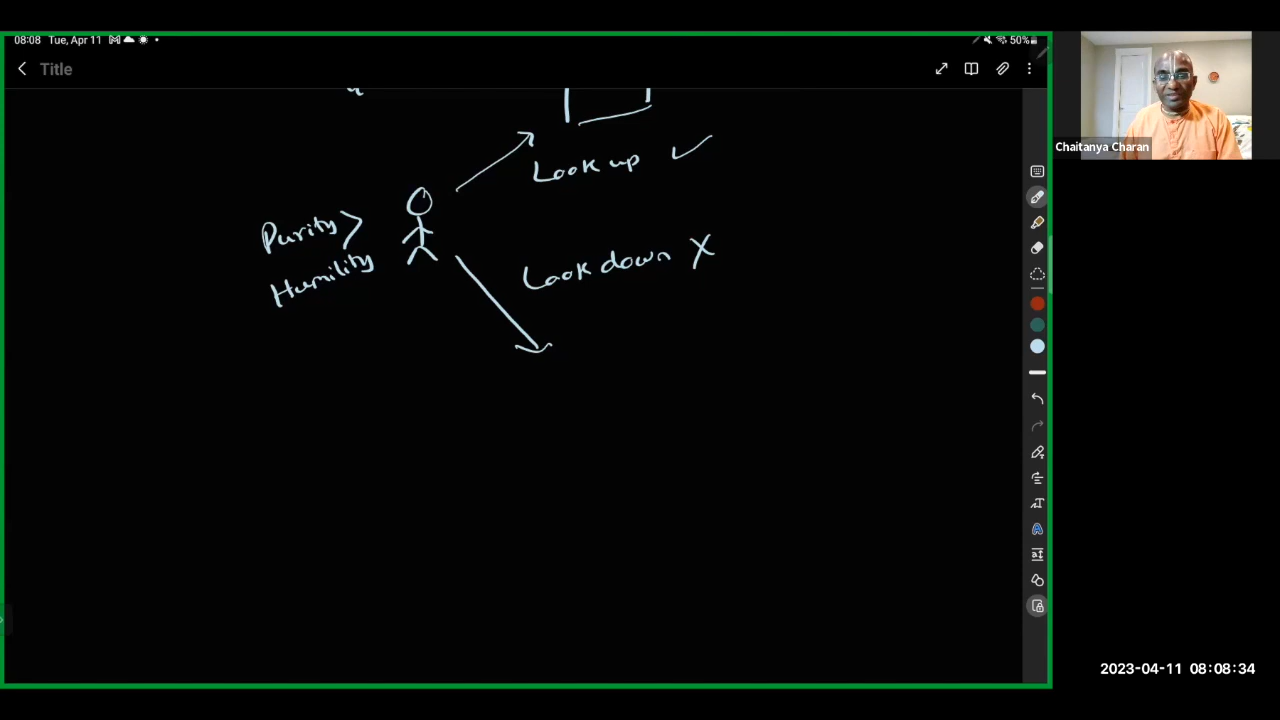 08:08 Tue, Apr 11
50%
Title
Look up ✓
Purity >
Humility
Look down X
Chaitanya Charan
2023-04-11 08:08:34